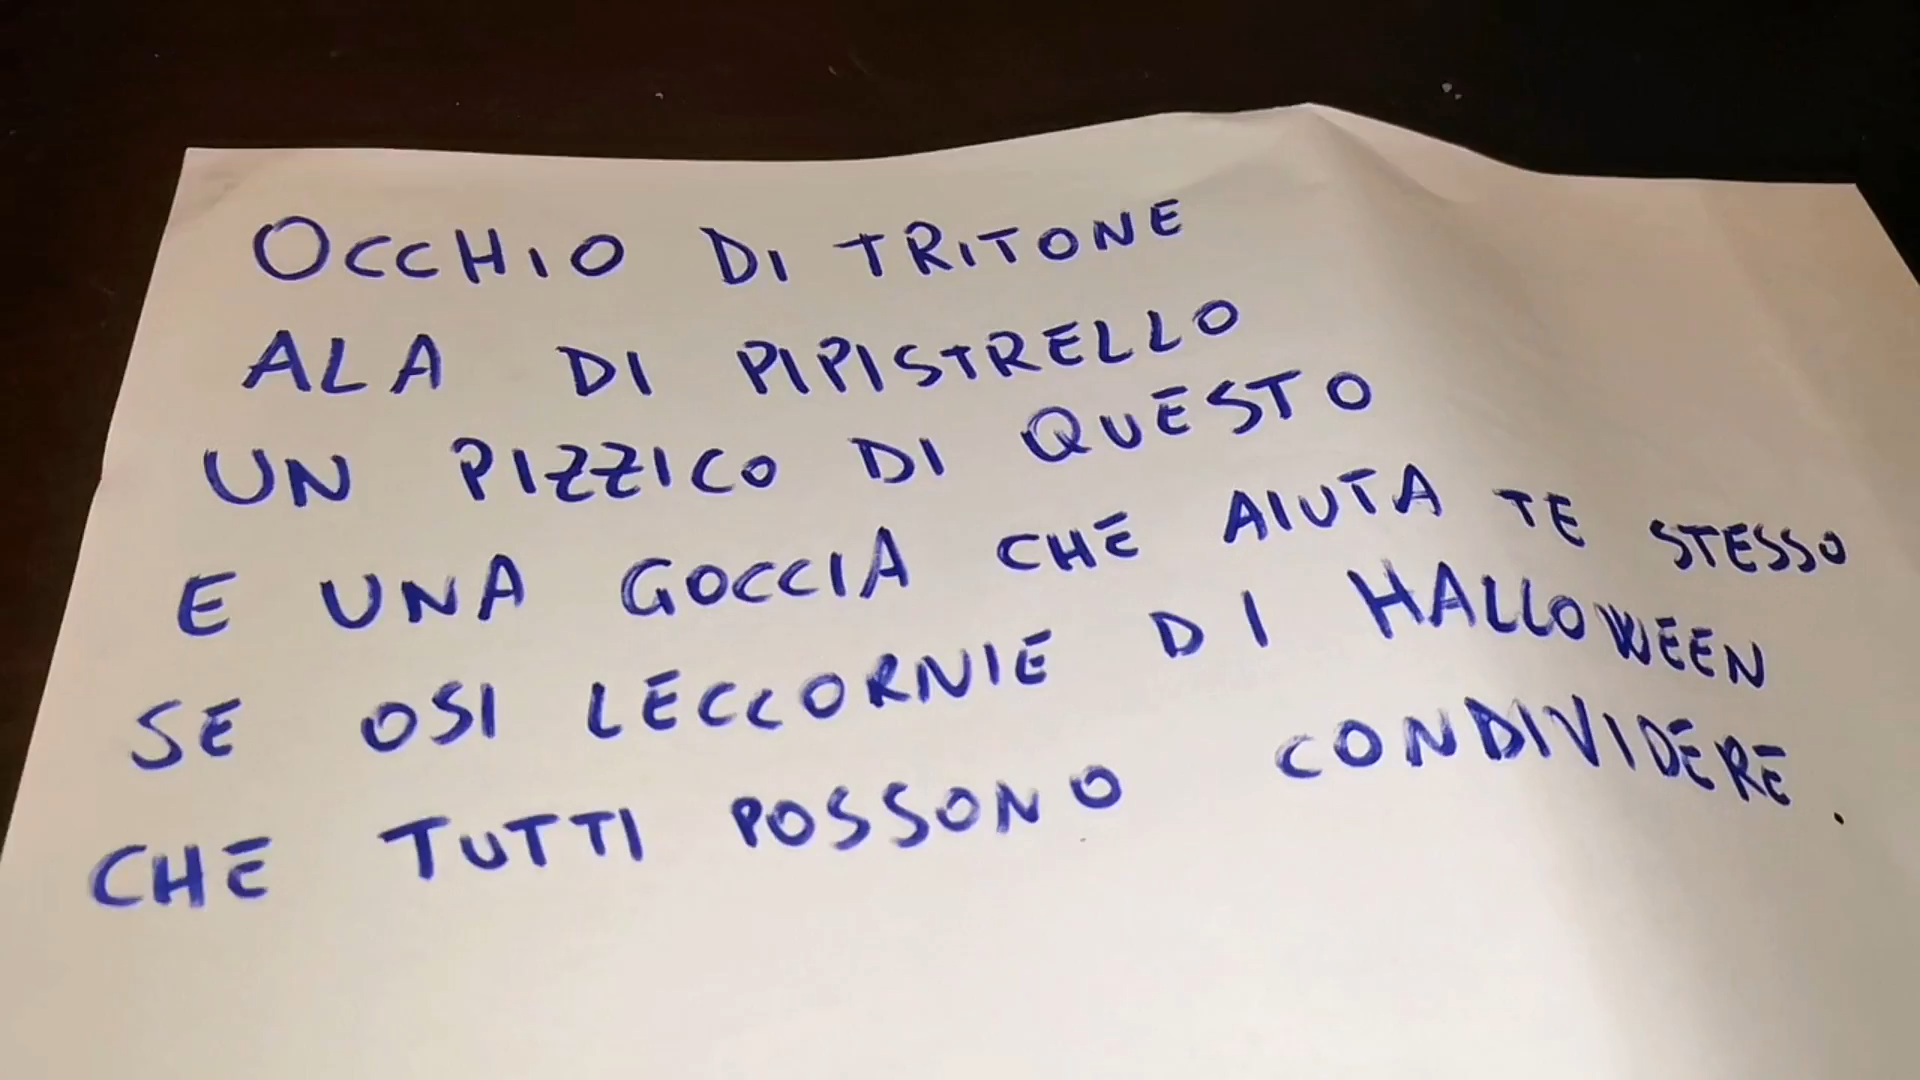 OCCHIO DI TRITONE
ALA DI PIPISTRELLO
UN PIZZICO DI QUESTO
E UNA GOCCIA CHE AIUTA TE STESSO
SE OSI LECCORNIE DI HALLOWEEN
CHE TUTTI POSSONO CONDIVIDERE.